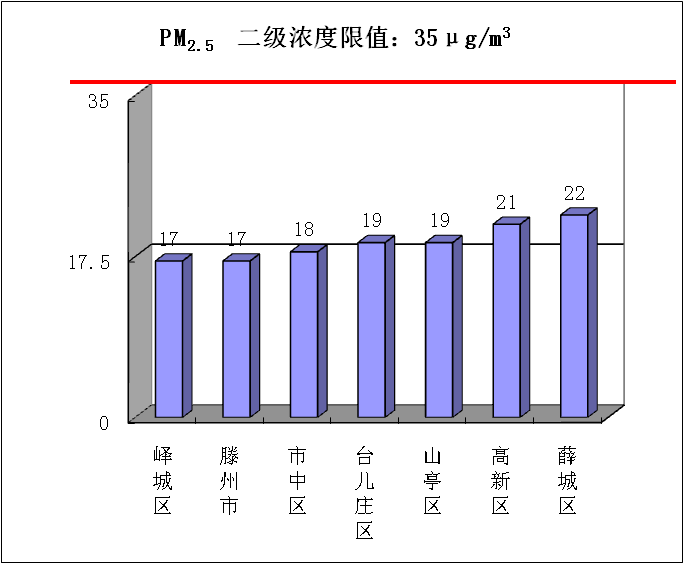 PM2.5 二级浓度限值：35μg/m³
35
17.5
0
17
17
18
19
19
21
22
峄城区
滕州市
市中区
台儿庄区
山亭区
高新区
薛城区